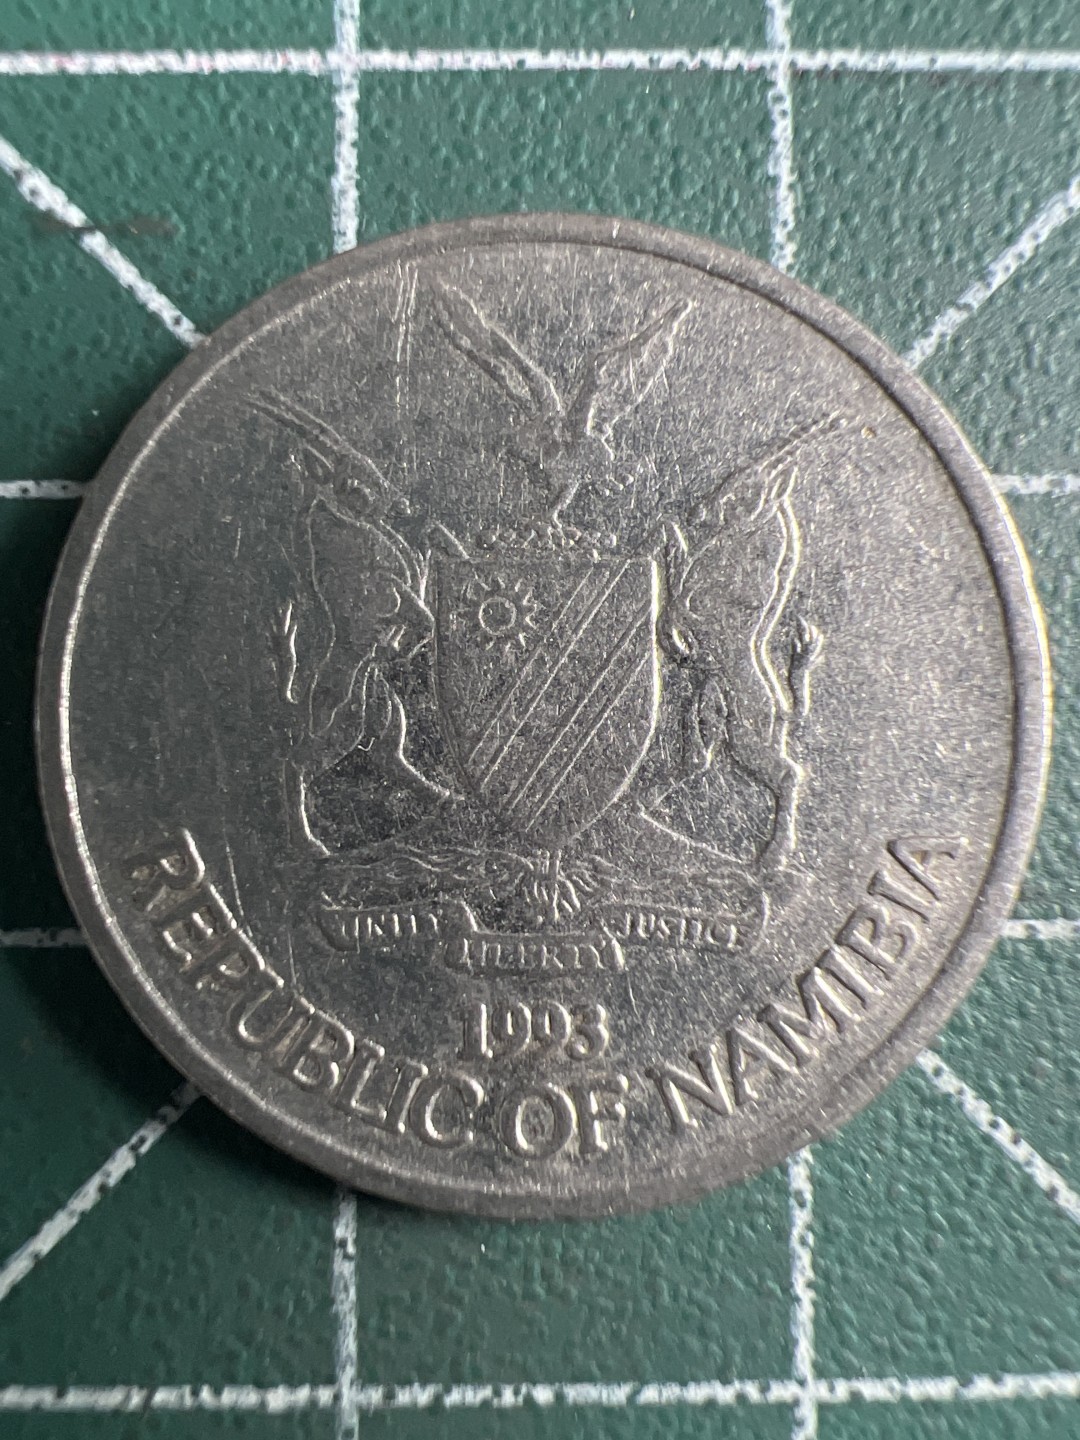 UNITY LIBERTY JUSTICE
1993
REPUBLIC OF NAMIBIA